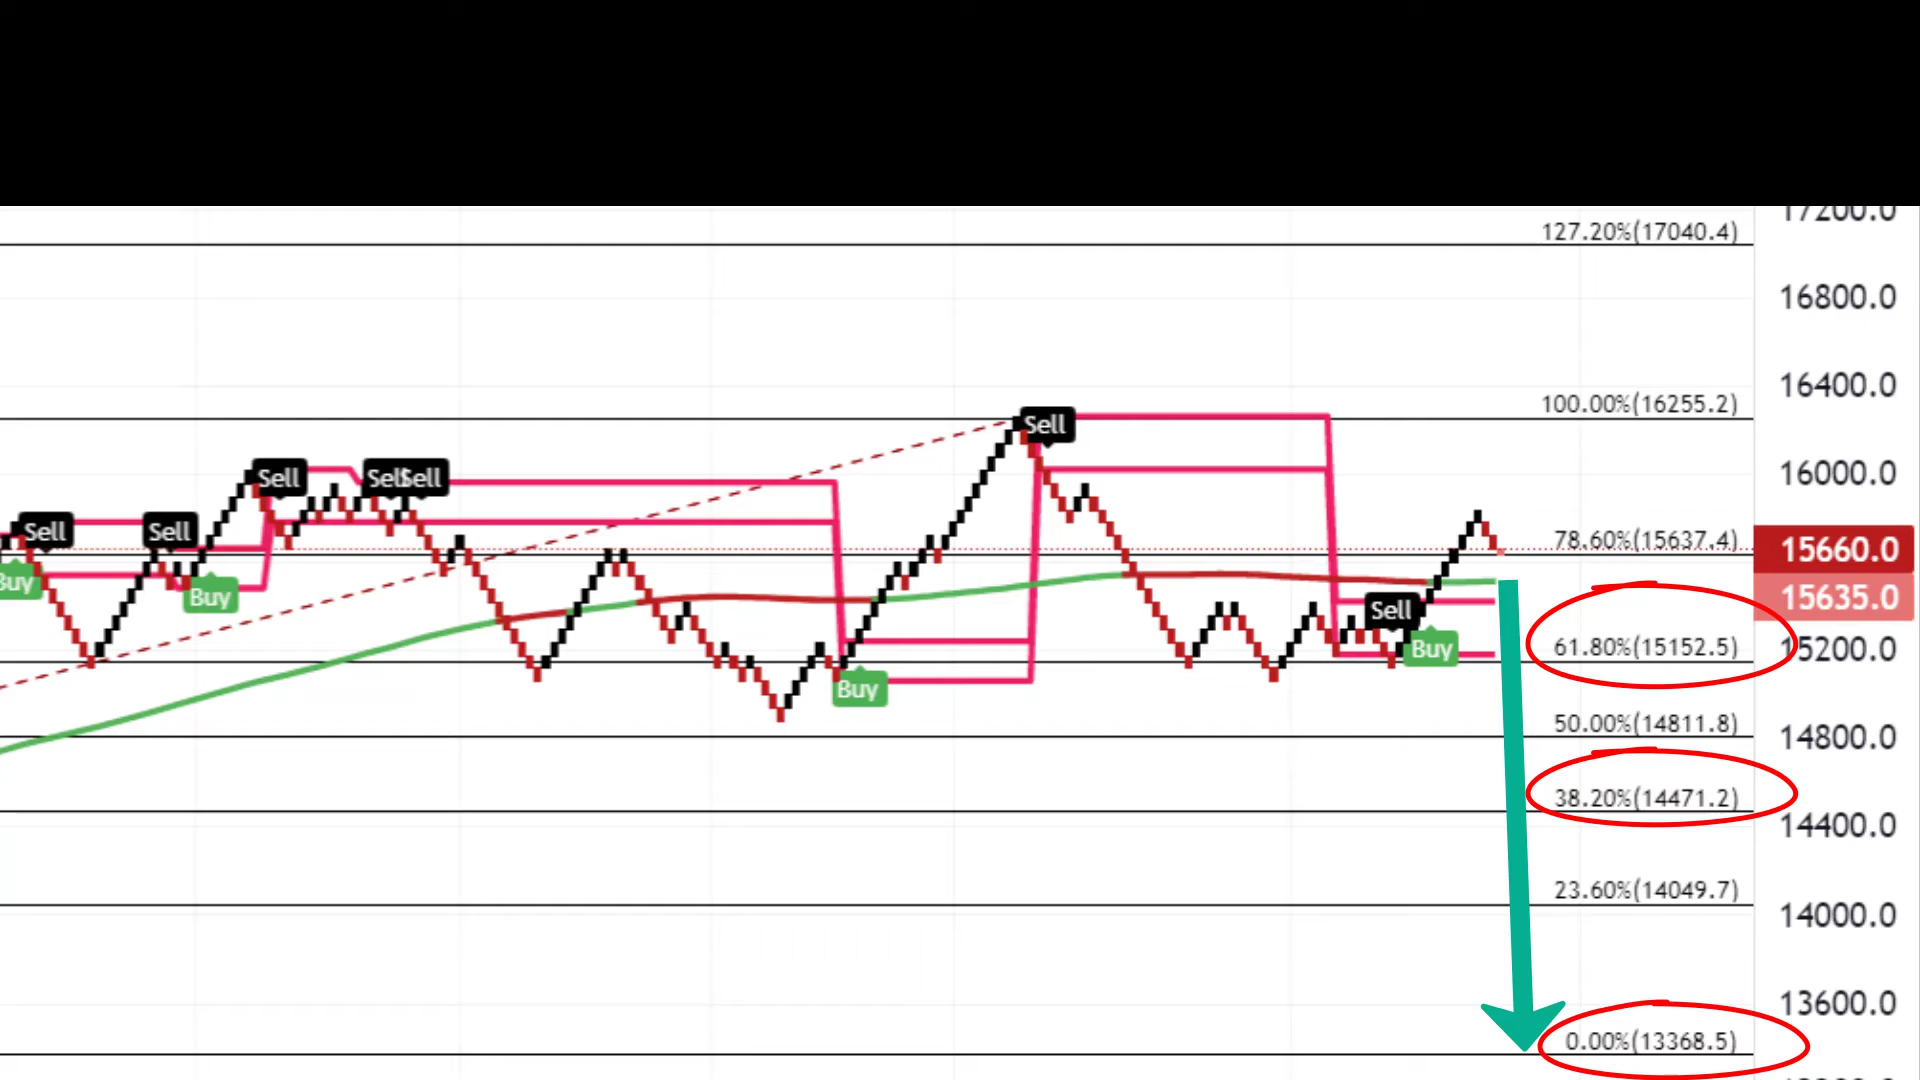 17200.0
127.20%(17040.4)
16800.0
16400.0
100.00%(16255.2)
Sell
16000.0
Sell
Sell
Sell
Sell
Sell
78.60%(15637.4)
15660.0
Buy
Buy
15635.0
Sell
61.80%(15152.5)
15200.0
Buy
Buy
50.00%(14811.8)
14800.0
38.20%(14471.2)
14400.0
23.60%(14049.7)
14000.0
13600.0
0.00%(13368.5)